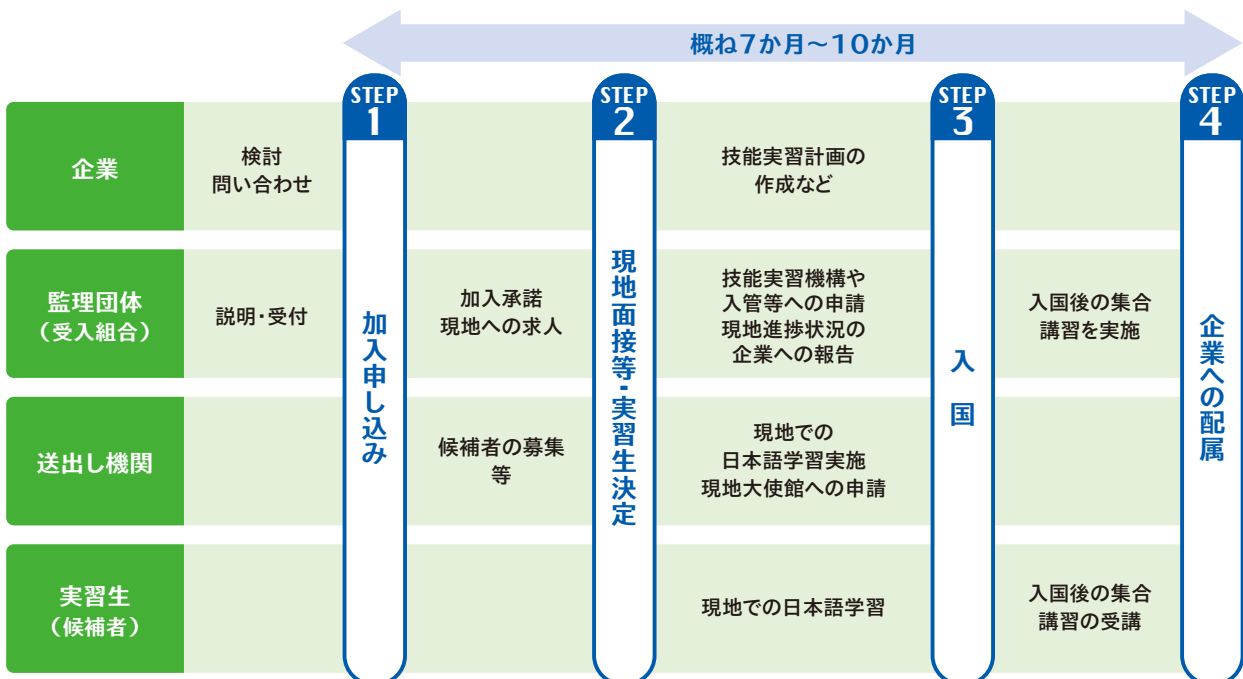 概ね7か月～10か月
STEP
1
加入申し込み
STEP
2
現地面接等・実習生決定
STEP
3
入国
STEP
4
企業への配属
企業
検討
問い合わせ
技能実習計画の
作成など
監理団体
（受入組合）
説明・受付
加入承諾
現地への求人
技能実習機構や
入管等への申請
現地進捗状況の
企業への報告
入国後の集合
講習を実施
送出し機関
候補者の募集
等
現地での
日本語学習実施
現地大使館への申請
実習生
（候補者）
現地での日本語学習
入国後の集合
講習の受講